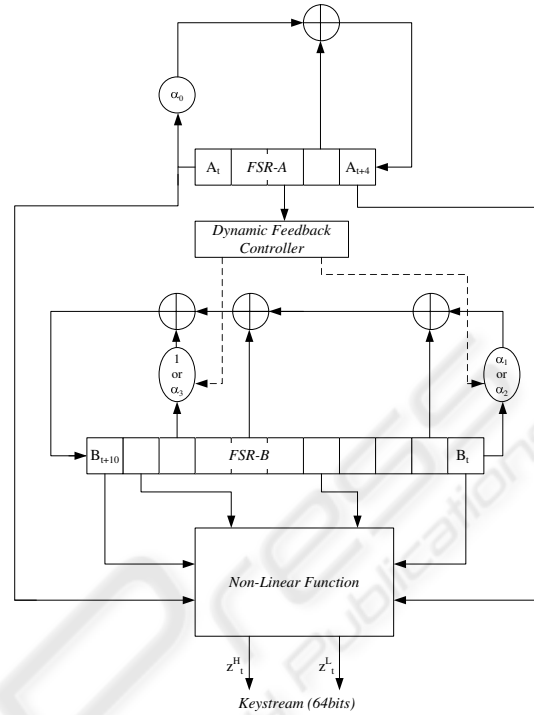 α₀
Aₜ FSR-A Aₜ₊₄
Dynamic Feedback
Controller
1
or
α₃
α₁
or
α₂
Bₜ₊₁₀ FSR-B Bₜ
Non-Linear Function
zᴴₜ zᴸₜ
Keystream (64bits)